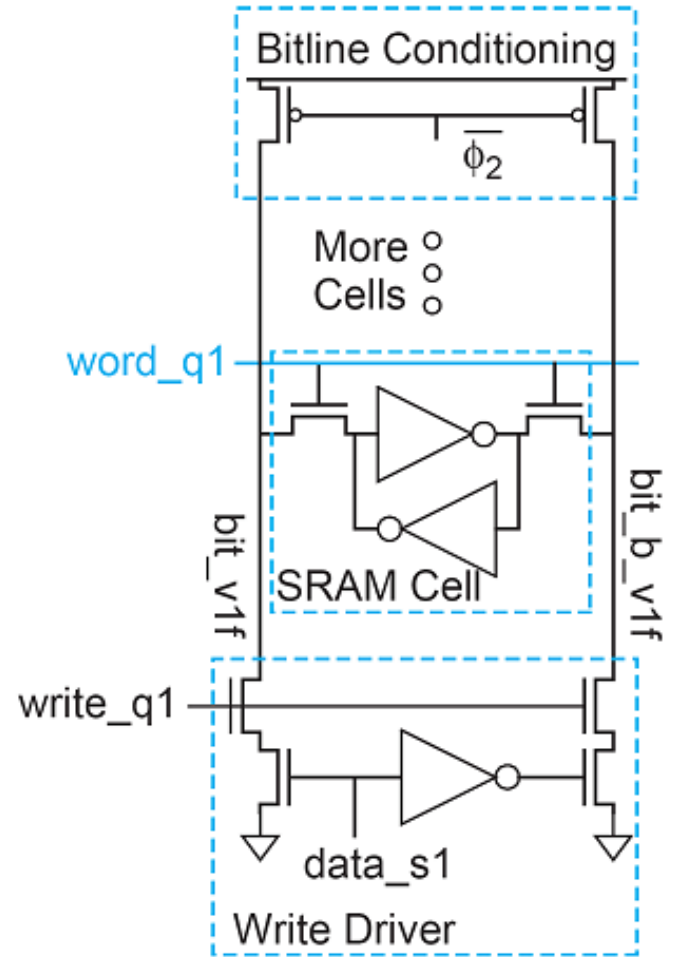 Bitline Conditioning
ϕ₂
More
Cells
word_q1
bit_v1f
bit_b_v1f
SRAM Cell
write_q1
data_s1
Write Driver